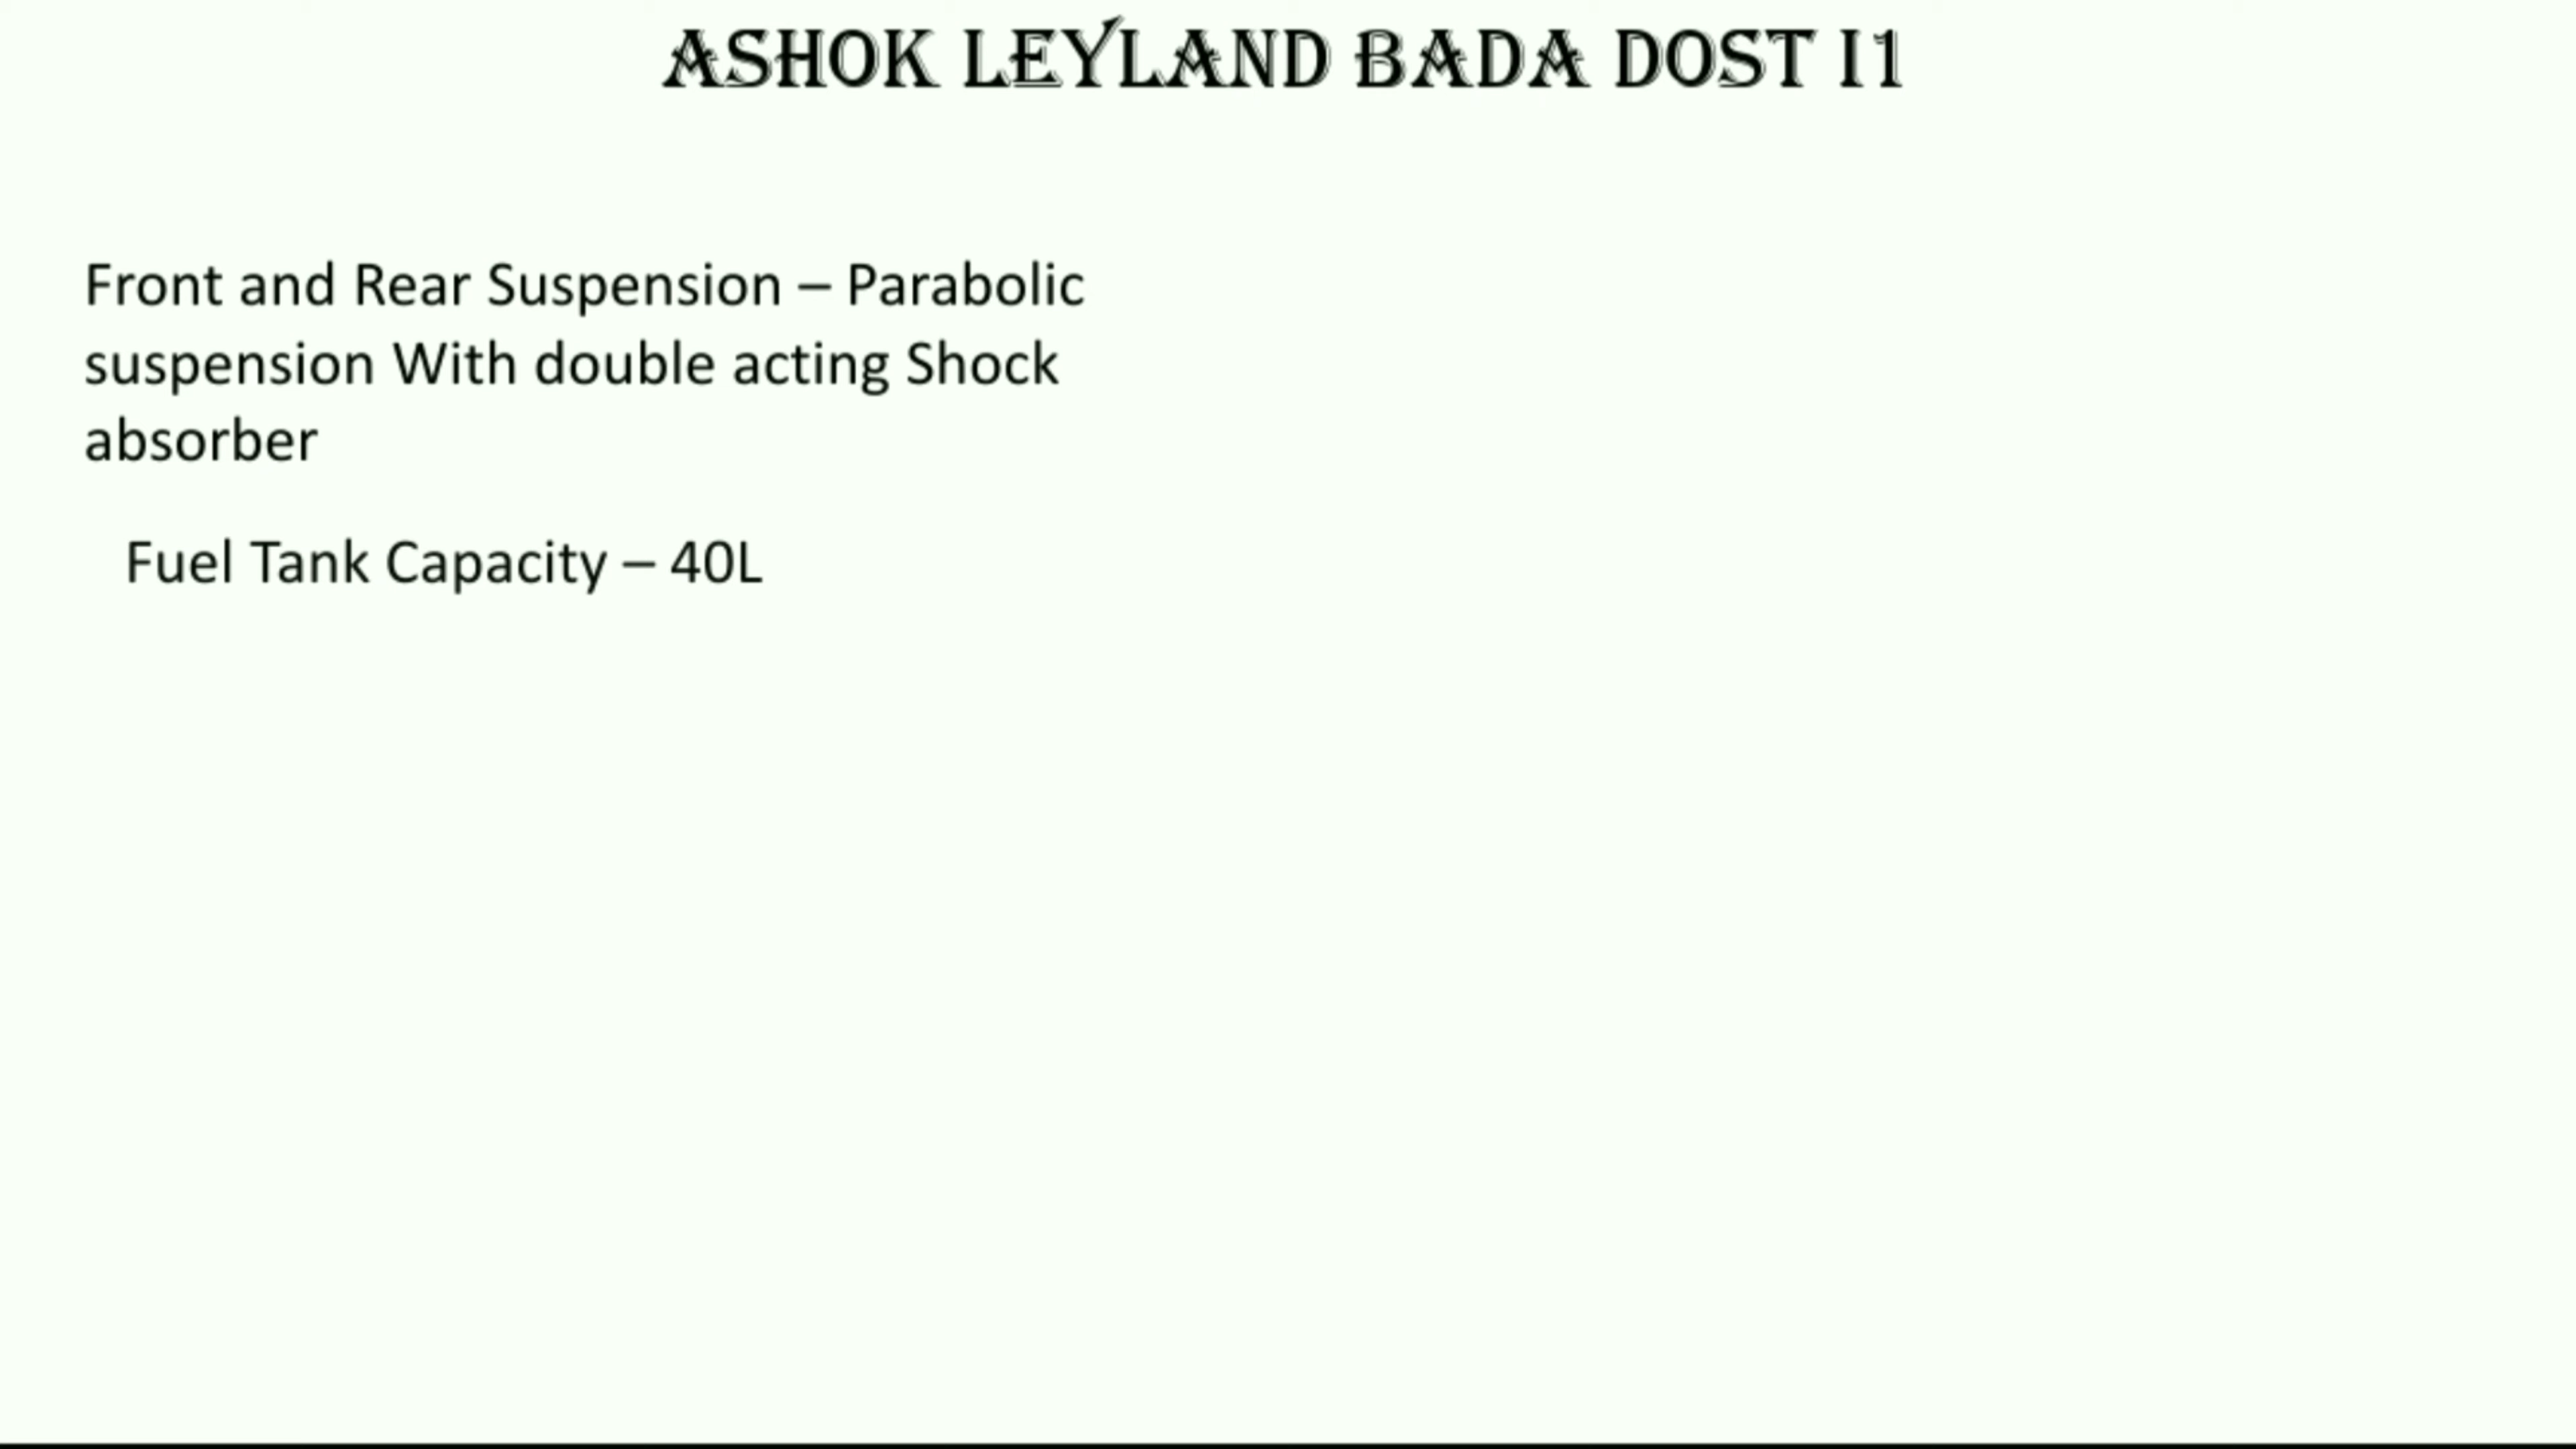 ASHOK LEYLAND BADA DOST I1
Front and Rear Suspension – Parabolic
suspension With double acting Shock
absorber
Fuel Tank Capacity – 40L